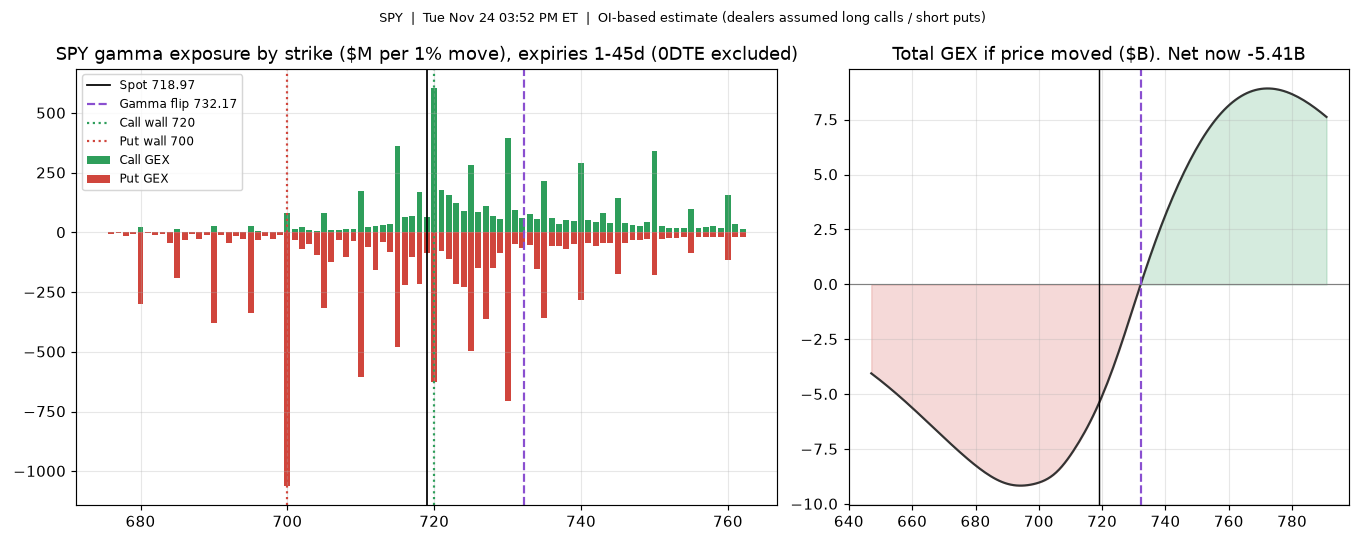 SPY | Tue Nov 24 03:52 PM ET | OI-based estimate (dealers assumed long calls / short puts)
SPY gamma exposure by strike ($M per 1% move), expiries 1-45d (0DTE excluded)
Spot 718.97
Gamma flip 732.17
Call wall 720
Put wall 700
Call GEX
Put GEX
500
250
0
−250
−500
−750
−1000
680 700 720 740 760
Total GEX if price moved ($B). Net now -5.41B
7.5
5.0
2.5
0.0
−2.5
−5.0
−7.5
−10.0
640 660 680 700 720 740 760 780